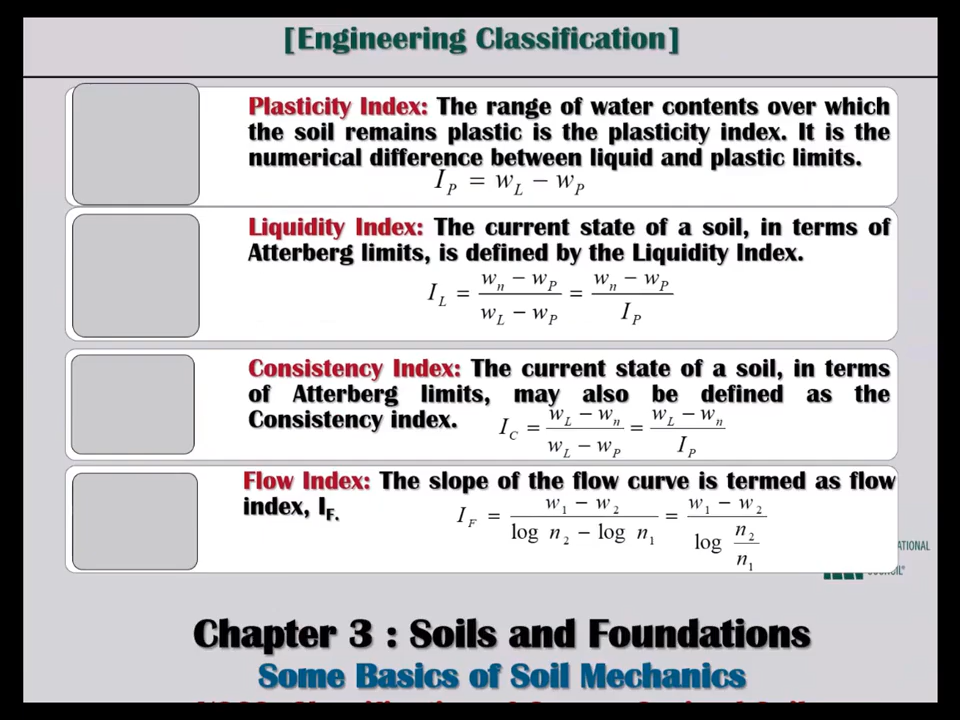 [Engineering Classification]
Plasticity Index: The range of water contents over which
the soil remains plastic is the plasticity index. It is the
numerical difference between liquid and plastic limits.
I_P = w_L − w_P
Liquidity Index: The current state of a soil, in terms of
Atterberg limits, is defined by the Liquidity Index.
I_L = (w_n − w_P) / (w_L − w_P) = (w_n − w_P) / I_P
Consistency Index: The current state of a soil, in terms
of Atterberg limits, may also be defined as the
Consistency index.
I_C = (w_L − w_n) / (w_L − w_P) = (w_L − w_n) / I_P
Flow Index: The slope of the flow curve is termed as flow
index, I_F.
I_F = (w_1 − w_2) / (log n_2 − log n_1) = (w_1 − w_2) / (log n_2/n_1)
Chapter 3 : Soils and Foundations
Some Basics of Soil Mechanics